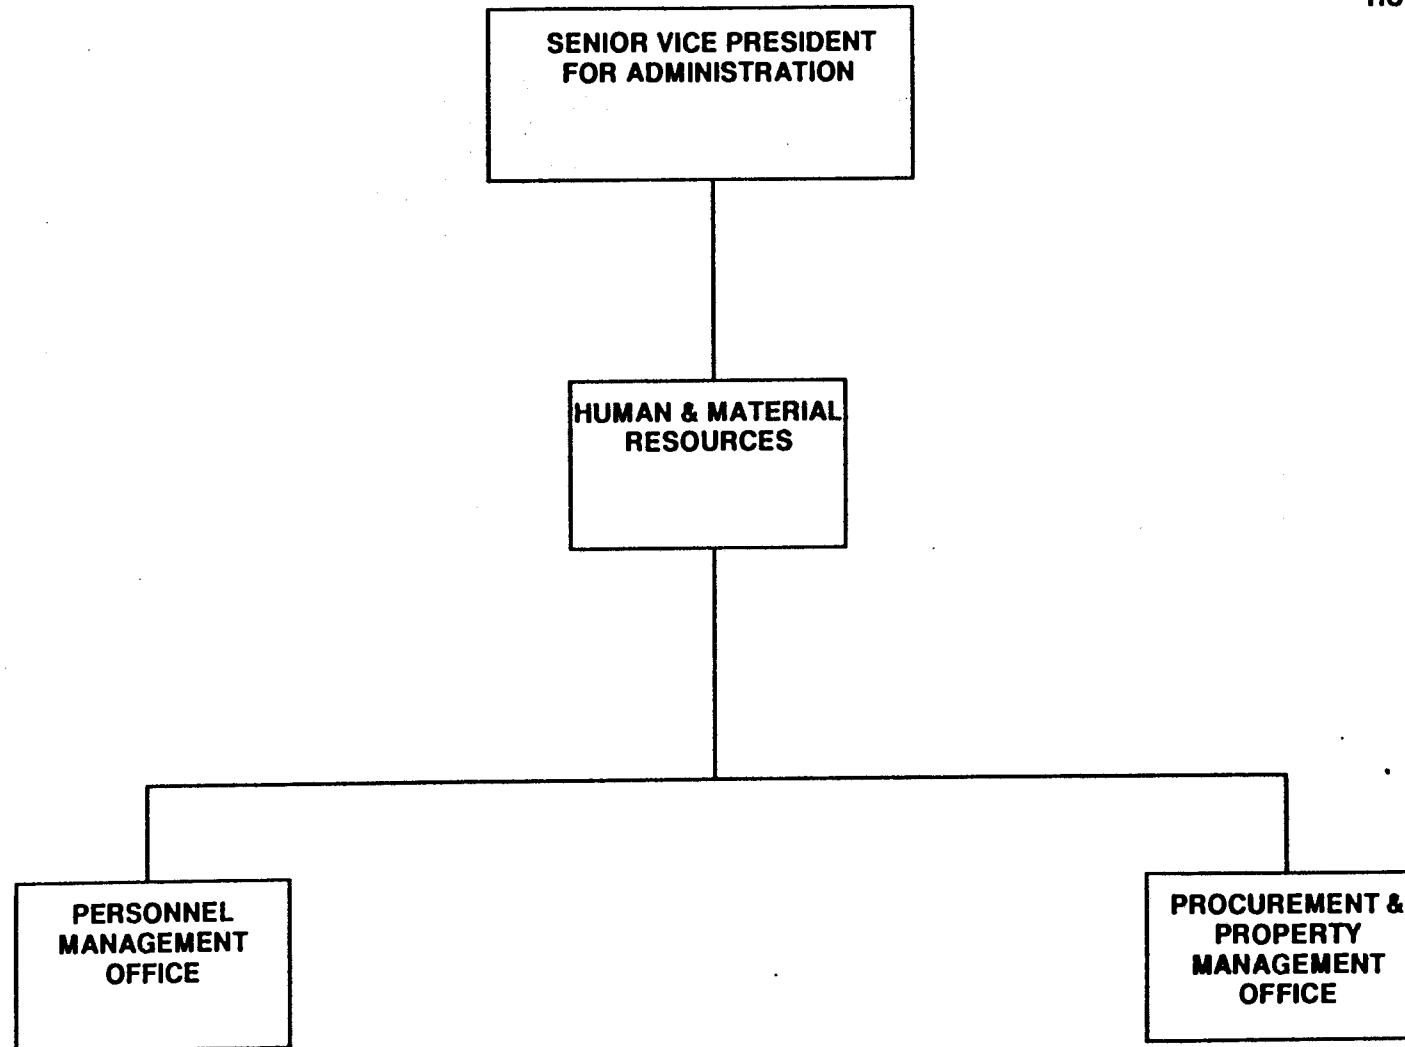 SENIOR VICE PRESIDENT
FOR ADMINISTRATION
HUMAN & MATERIAL
RESOURCES
PERSONNEL
MANAGEMENT
OFFICE
PROCUREMENT &
PROPERTY
MANAGEMENT
OFFICE